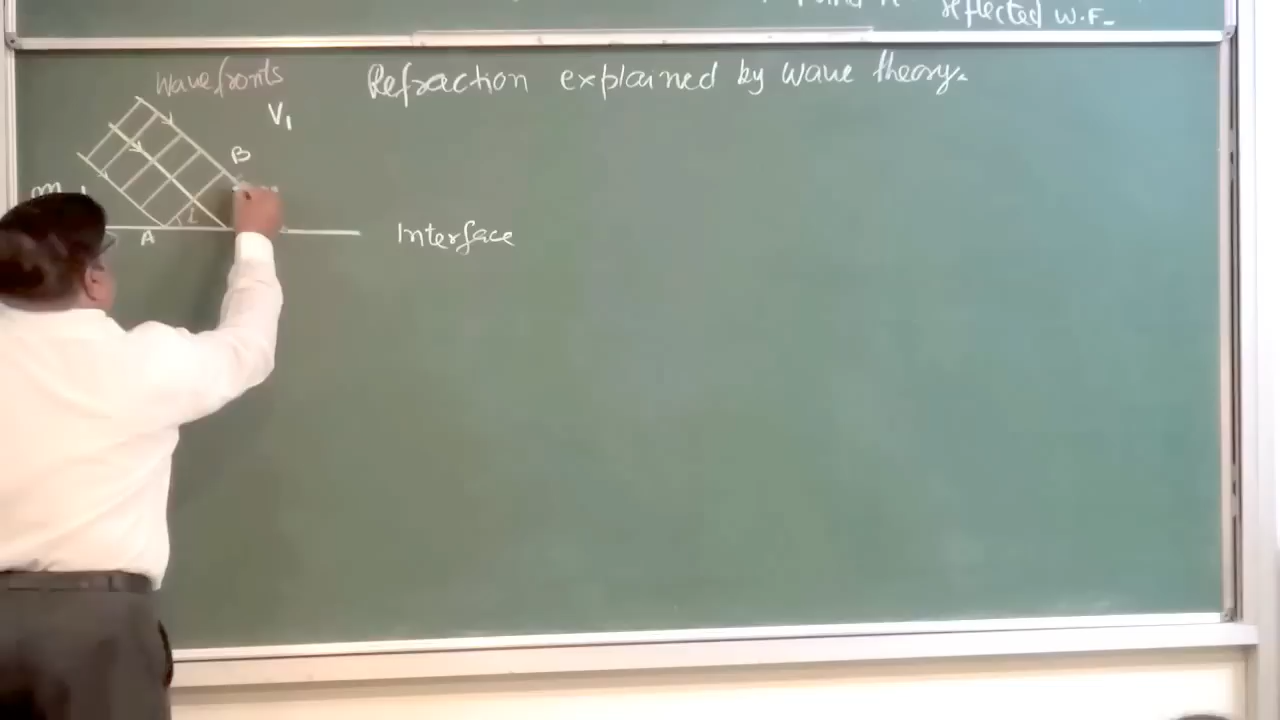 reflected W.F-
Wavefronts
Refraction explained by wave theory.
V1
B
i
A
Interface